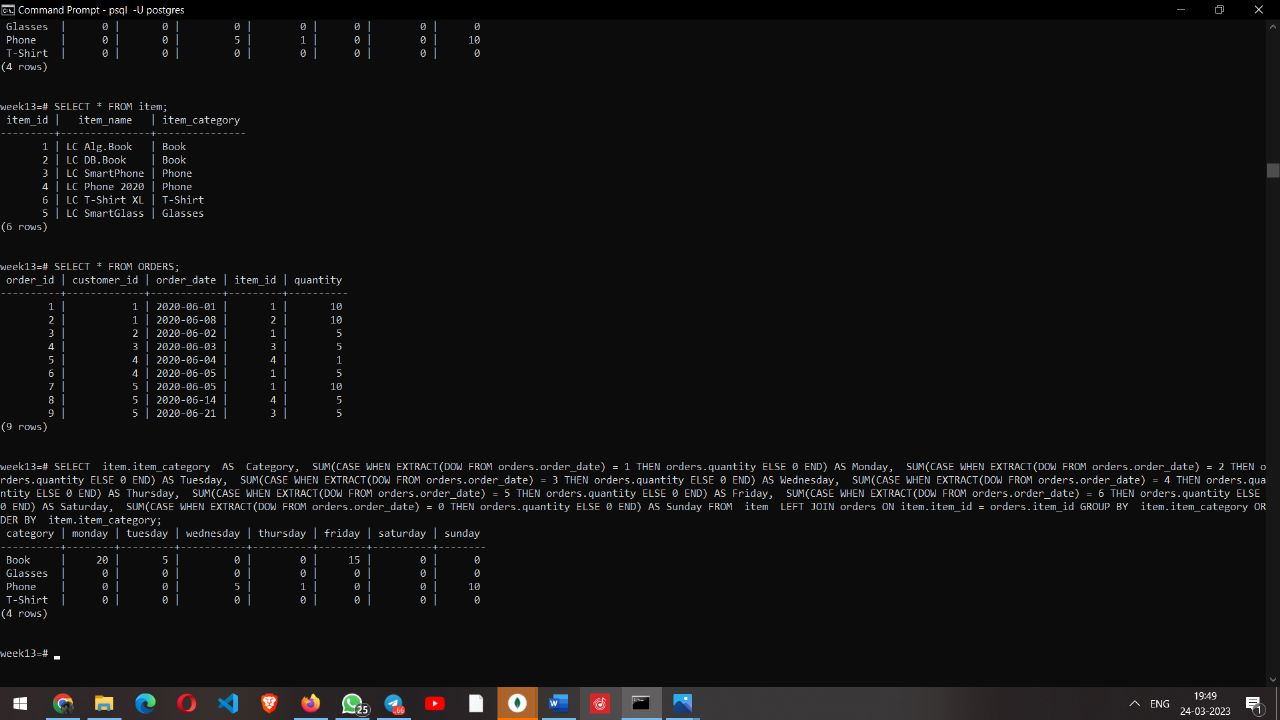 Command Prompt - psql  -U postgres
 Glasses  |      0 |       0 |         0 |        0 |      0 |        0 |      0
 Phone    |      0 |       0 |         5 |        1 |      0 |        0 |     10
 T-Shirt  |      0 |       0 |         0 |        0 |      0 |        0 |      0
(4 rows)
week13=# SELECT * FROM item;
 item_id |   item_name   | item_category
---------+---------------+---------------
       1 | LC Alg.Book   | Book
       2 | LC DB.Book    | Book
       3 | LC SmartPhone | Phone
       4 | LC Phone 2020 | Phone
       6 | LC T-Shirt XL | T-Shirt
       5 | LC SmartGlass | Glasses
(6 rows)
week13=# SELECT * FROM ORDERS;
 order_id | customer_id | order_date | item_id | quantity
----------+-------------+------------+---------+----------
        1 |           1 | 2020-06-01 |       1 |       10
        2 |           1 | 2020-06-08 |       2 |       10
        3 |           2 | 2020-06-02 |       1 |        5
        4 |           3 | 2020-06-03 |       3 |        5
        5 |           4 | 2020-06-04 |       4 |        1
        6 |           4 | 2020-06-05 |       1 |        5
        7 |           5 | 2020-06-05 |       1 |       10
        8 |           5 | 2020-06-14 |       4 |        5
        9 |           5 | 2020-06-21 |       3 |        5
(9 rows)
week13=# SELECT  item.item_category  AS  Category,  SUM(CASE WHEN EXTRACT(DOW FROM orders.order_date) = 1 THEN orders.quantity ELSE 0 END) AS Monday,  SUM(CASE WHEN EXTRACT(DOW FROM orders.order_date) = 2 THEN o
rders.quantity ELSE 0 END) AS Tuesday,  SUM(CASE WHEN EXTRACT(DOW FROM orders.order_date) = 3 THEN orders.quantity ELSE 0 END) AS Wednesday,  SUM(CASE WHEN EXTRACT(DOW FROM orders.order_date) = 4 THEN orders.qua
ntity ELSE 0 END) AS Thursday,  SUM(CASE WHEN EXTRACT(DOW FROM orders.order_date) = 5 THEN orders.quantity ELSE 0 END) AS Friday,  SUM(CASE WHEN EXTRACT(DOW FROM orders.order_date) = 6 THEN orders.quantity ELSE
0 END) AS Saturday,  SUM(CASE WHEN EXTRACT(DOW FROM orders.order_date) = 0 THEN orders.quantity ELSE 0 END) AS Sunday FROM  item  LEFT JOIN orders ON item.item_id = orders.item_id GROUP BY  item.item_category OR
DER BY  item.item_category;
 category | monday | tuesday | wednesday | thursday | friday | saturday | sunday
----------+--------+---------+-----------+----------+--------+----------+--------
 Book     |     20 |       5 |         0 |        0 |     15 |        0 |      0
 Glasses  |      0 |       0 |         0 |        0 |      0 |        0 |      0
 Phone    |      0 |       0 |         5 |        1 |      0 |        0 |     10
 T-Shirt  |      0 |       0 |         0 |        0 |      0 |        0 |      0
(4 rows)
week13=#
25
66
W
ENG
19:49
24-03-2023
1